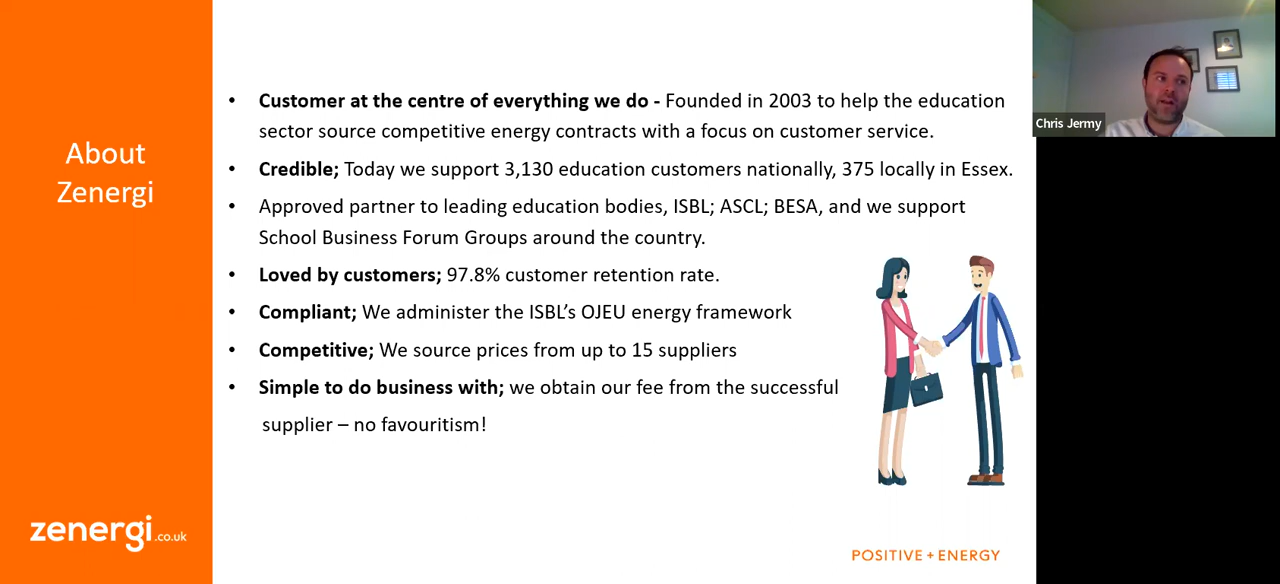 About
Zenergi
• Customer at the centre of everything we do - Founded in 2003 to help the education
sector source competitive energy contracts with a focus on customer service.
• Credible; Today we support 3,130 education customers nationally, 375 locally in Essex.
• Approved partner to leading education bodies, ISBL; ASCL; BESA, and we support
School Business Forum Groups around the country.
• Loved by customers; 97.8% customer retention rate.
• Compliant; We administer the ISBL’s OJEU energy framework
• Competitive; We source prices from up to 15 suppliers
• Simple to do business with; we obtain our fee from the successful
supplier – no favouritism!
zenergi.co.uk
POSITIVE + ENERGY
Chris Jermy